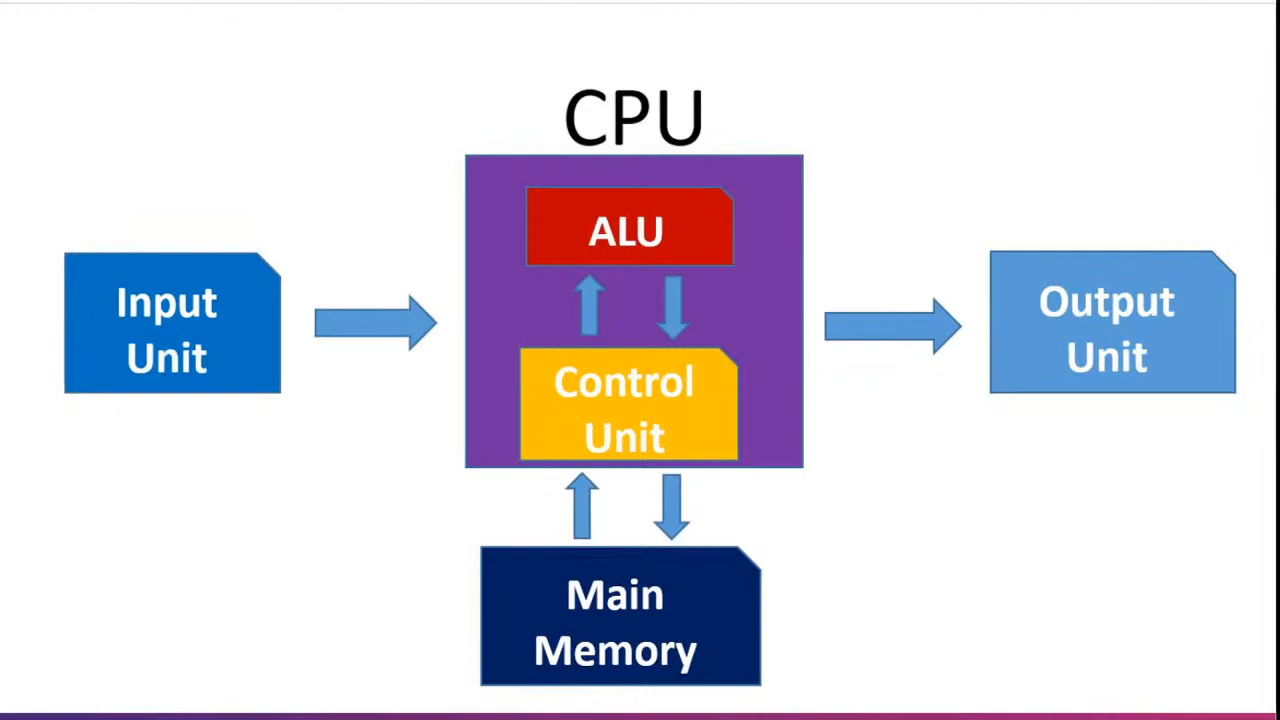 CPU
ALU
Input
Unit
Control
Unit
Output
Unit
Main
Memory